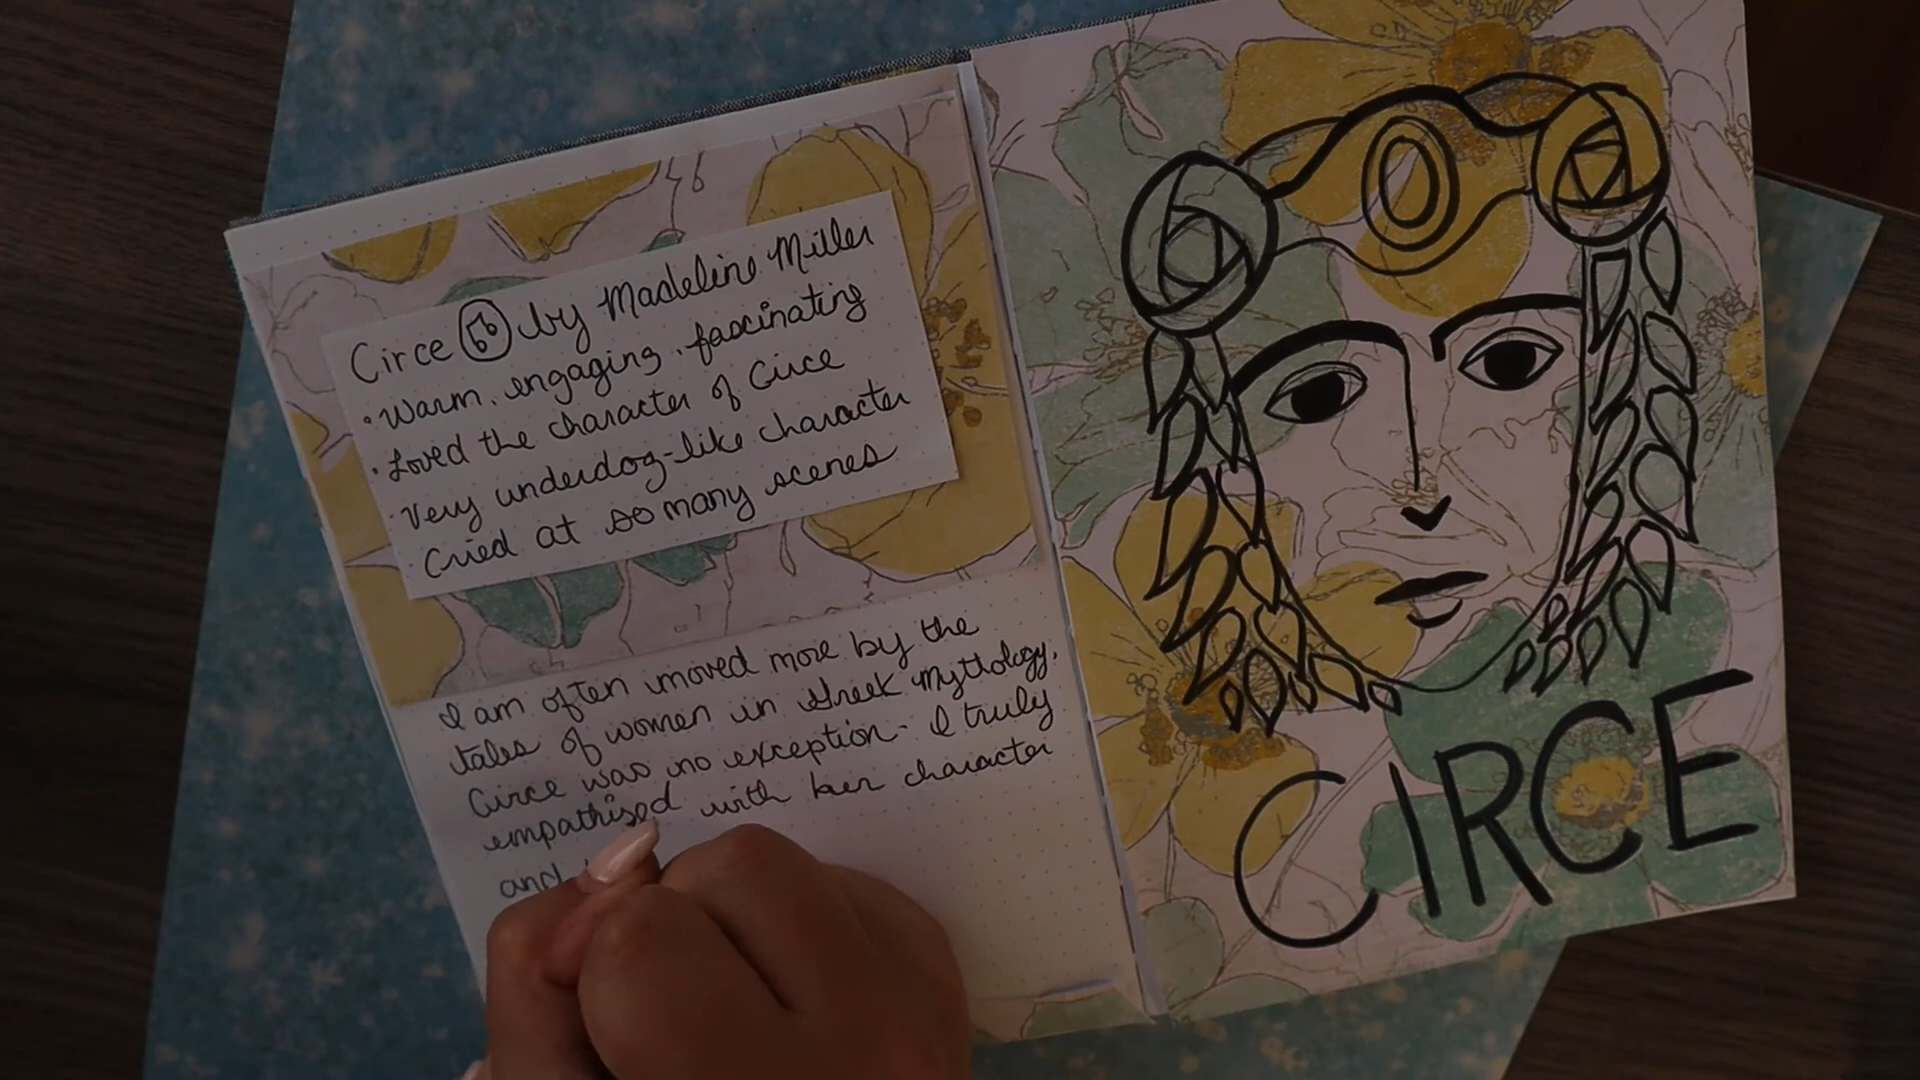 Circe 56 by Madeline Miller
• Warm, engaging, fascinating
• Loved the character of Circe
• Very underdog-like character
• Cried at so many scenes
I am often moved more by the
tales of women in Greek Mythology,
Circe was no exception. I truly
empathised with her character
and
CIRCE